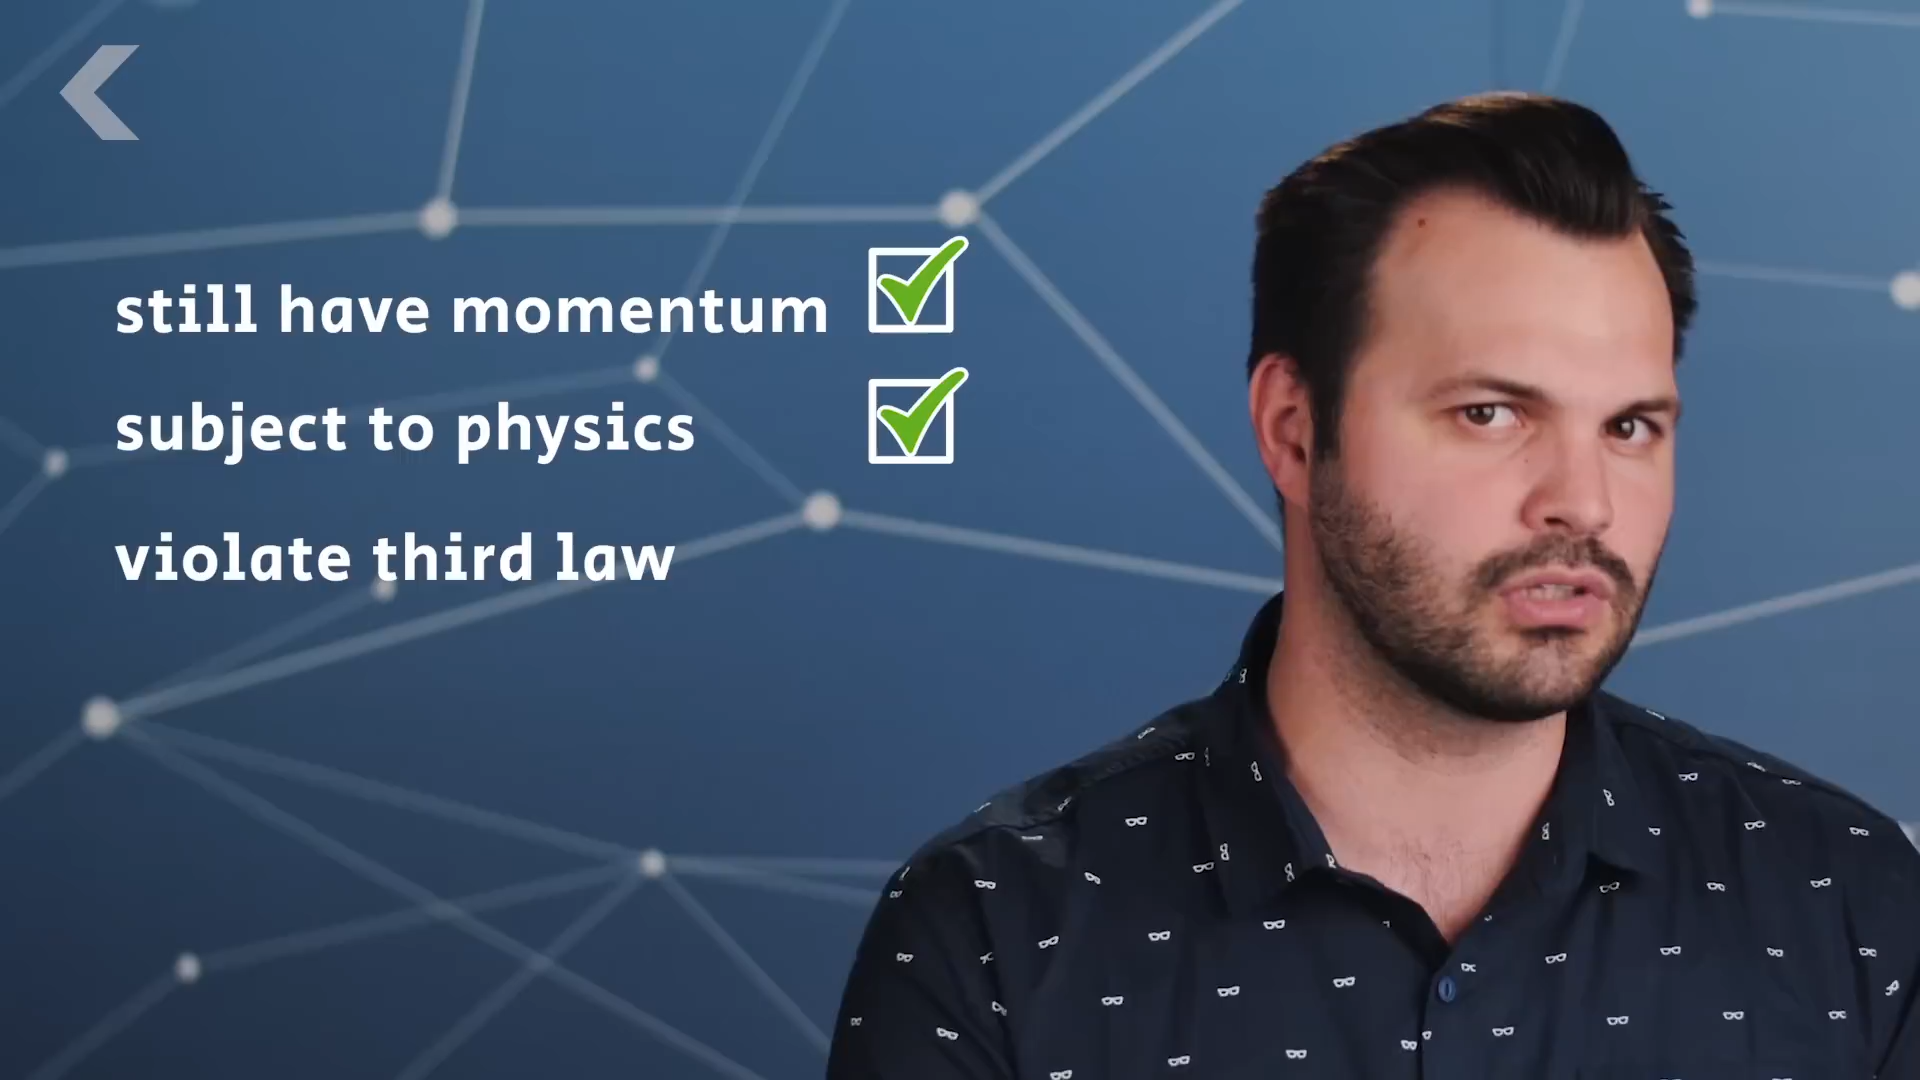 still have momentum
subject to physics
violate third law